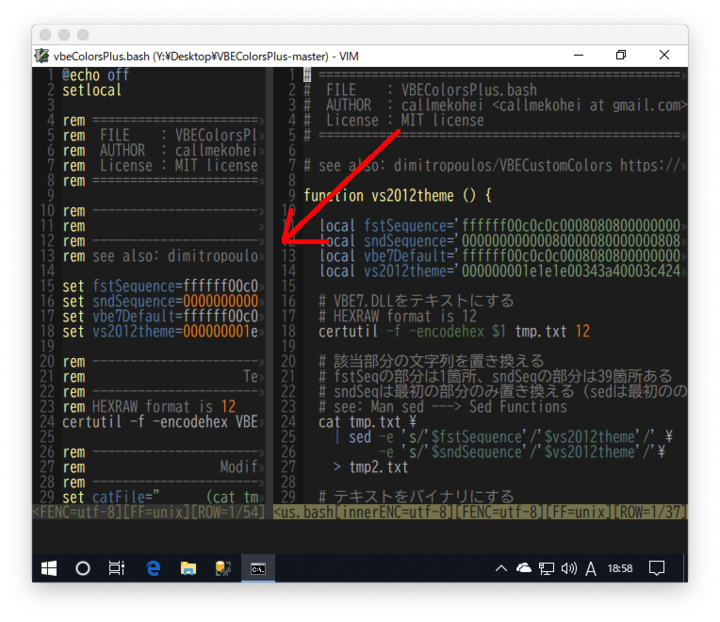 vbeColorsPlus.bash (Y:¥Desktop¥VBEColorsPlus-master) - VIM
1 @echo off
2 setlocal
3
4 rem ======================»
5 rem  FILE    : VBEColorsPl»
6 rem  AUTHOR  : callmekohei»
7 rem  License : MIT license
8 rem ======================»
9
10 rem ----------------------»
11 rem                       »
12 rem ----------------------»
13 rem see also: dimitropoulo»
14
15 set fstSequence=ffffff00c0»
16 set sndSequence=0000000000»
17 set vbe7Default=ffffff00c0»
18 set vs2012theme=000000001e»
19
20 rem ----------------------»
21 rem                     Te»
22 rem ----------------------»
23 rem HEXRAW format is 12
24 certutil -f -encodehex VBE»
25
26 rem ----------------------»
27 rem                  Modif»
28 rem ----------------------»
29 set catFile="      (cat tm»
<FENC=utf-8][FF=unix][ROW=1/54]
1 # ================================================»
2 #  FILE    : VBEColorsPlus.bash
3 #  AUTHOR  : callmekohei <callmekohei at gmail.com>
4 #  License : MIT license
5 # ================================================»
6
7 # see also: dimitropoulos/VBECustomColors https://»
8
9 function vs2012theme () {
10
11   local fstSequence='ffffff00c0c0c0008080800000000»
12   local sndSequence='00000000000080000080000000808»
13   local vbe7Default='ffffff00c0c0c0008080800000000»
14   local vs2012theme='000000001e1e1e00343a40003c424»
15
16   # VBE7.DLLをテキストにする
17   # HEXRAW format is 12
18   certutil -f -encodehex $1 tmp.txt 12
19
20   # 該当部分の文字列を置き換える
21   # fstSeqの部分は1箇所、sndSeqの部分は39箇所ある
22   # sndSeqは最初の部分のみ置き換える（sedは最初のの»
23   # see: Man sed ---> Sed Functions
24   cat tmp.txt ¥
25     | sed -e 's/'$fstSequence'/'$vs2012theme'/' ¥
26           -e 's/'$sndSequence'/'$vs2012theme'/'¥
27     > tmp2.txt
28
29   # テキストをバイナリにする
<us.bash[innerENC=utf-8][FENC=utf-8][FF=unix][ROW=1/37]
A 18:58